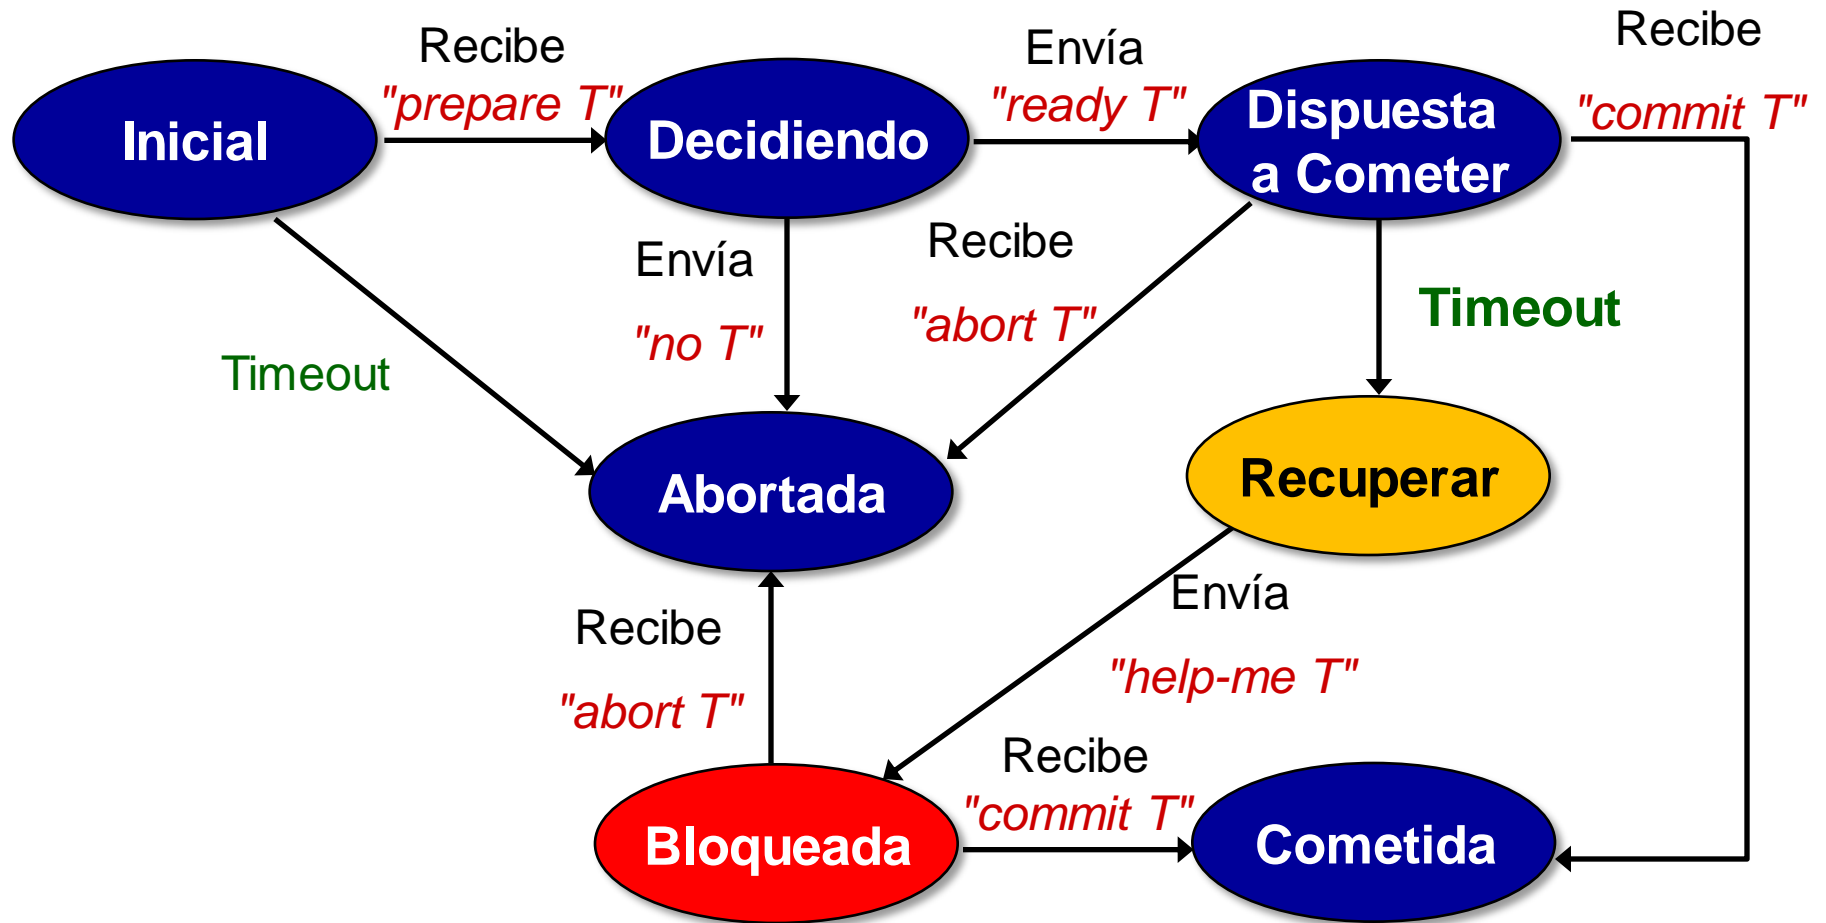 Recibe
"prepare T"
Envía
"ready T"
Recibe
"commit T"
Inicial
Decidiendo
Dispuesta
a Cometer
Envía
"no T"
Recibe
"abort T"
Timeout
Timeout
Abortada
Recuperar
Recibe
"abort T"
Envía
"help-me T"
Recibe
"commit T"
Bloqueada
Cometida